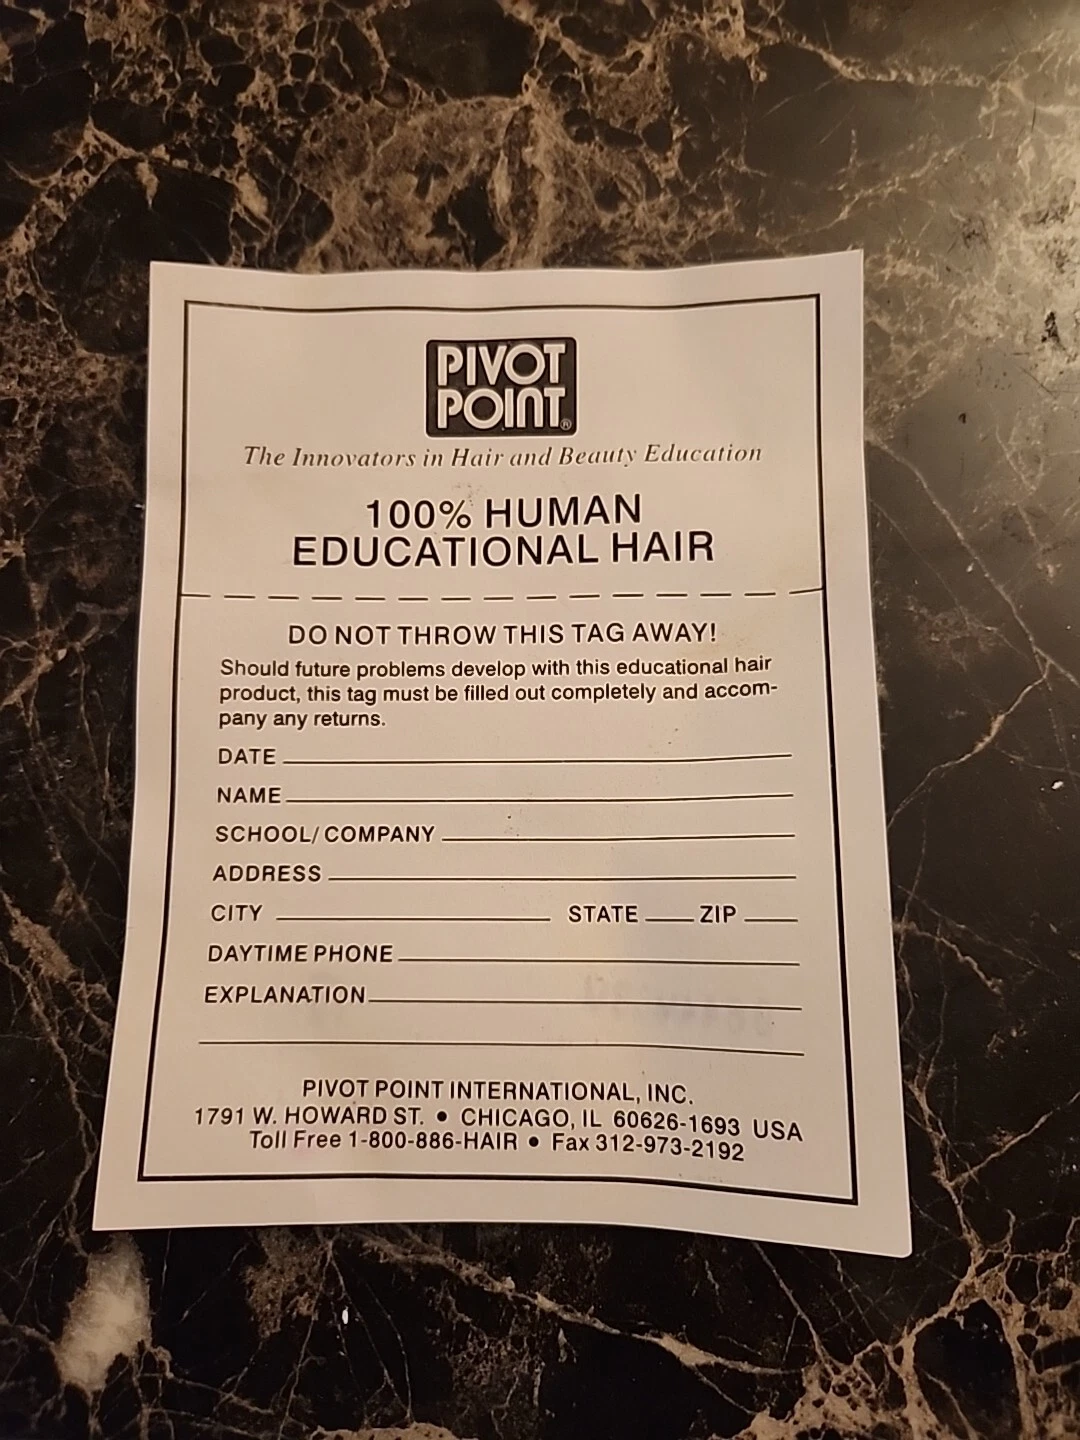 PIVOT
POINT®
The Innovators in Hair and Beauty Education
100% HUMAN
EDUCATIONAL HAIR
DO NOT THROW THIS TAG AWAY!
Should future problems develop with this educational hair
product, this tag must be filled out completely and accom-
pany any returns.
DATE
NAME
SCHOOL/COMPANY
ADDRESS
CITY STATE ZIP
DAYTIME PHONE
EXPLANATION
PIVOT POINT INTERNATIONAL, INC.
1791 W. HOWARD ST. • CHICAGO, IL 60626-1693 USA
Toll Free 1-800-886-HAIR • Fax 312-973-2192